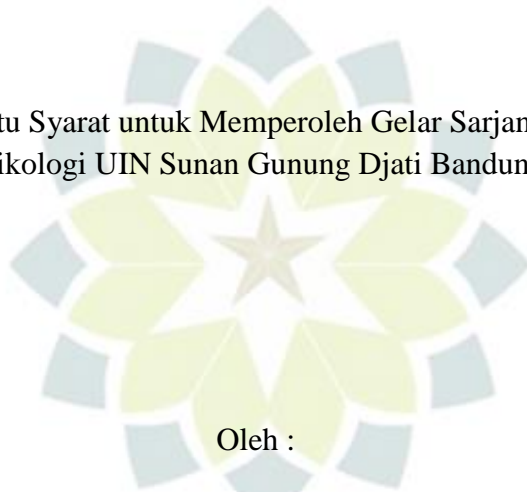 tu Syarat untuk Memperoleh Gelar Sarjan
ikologi UIN Sunan Gunung Djati Bandun
Oleh :